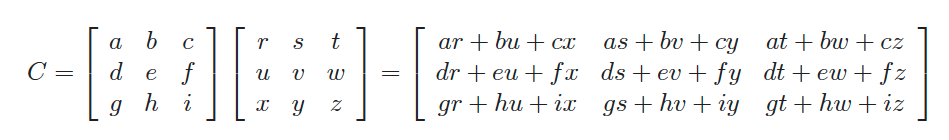 C = [ a b c ] [ r s t ] = [ ar + bu + cx as + bv + cy at + bw + cz ]
[ d e f ] [ u v w ] [ dr + eu + fx ds + ev + fy dt + ew + fz ]
[ g h i ] [ x y z ] [ gr + hu + ix gs + hv + iy gt + hw + iz ]